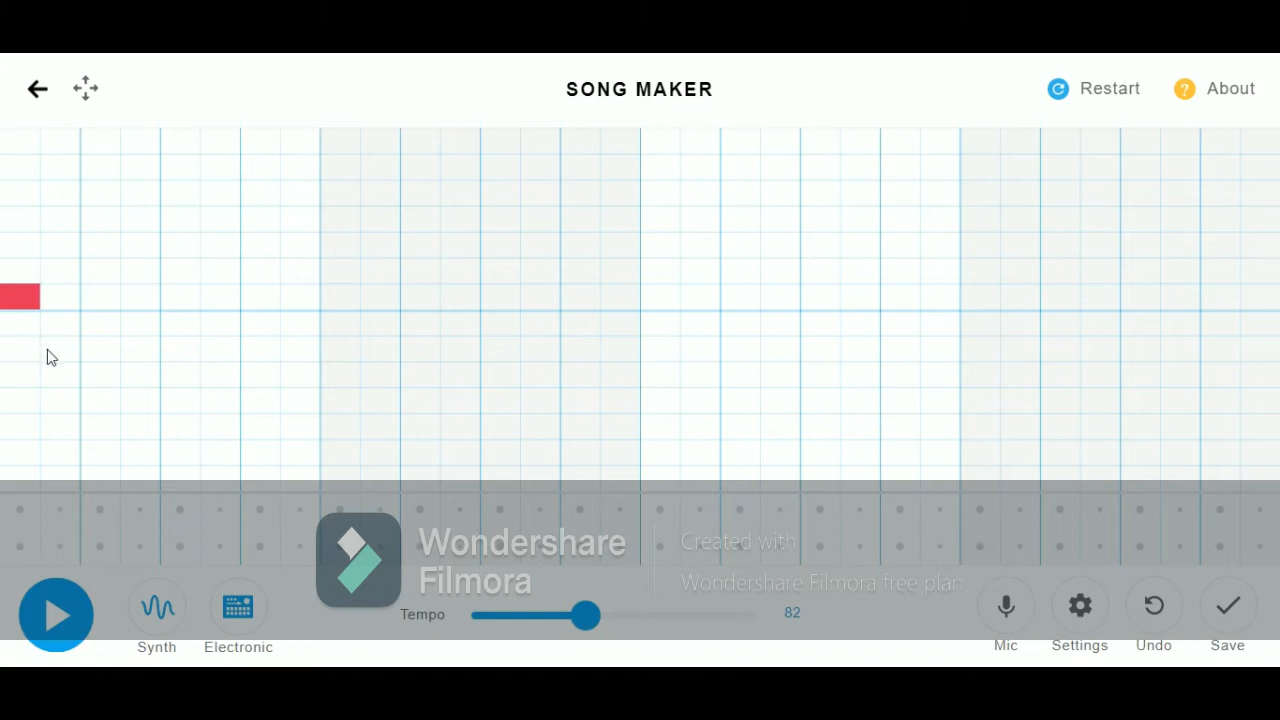 SONG MAKER
Restart
? About
Wondershare
Filmora
Created with
Wondershare Filmora free plan
Tempo
82
Synth
Electronic
Mic
Settings
Undo
Save